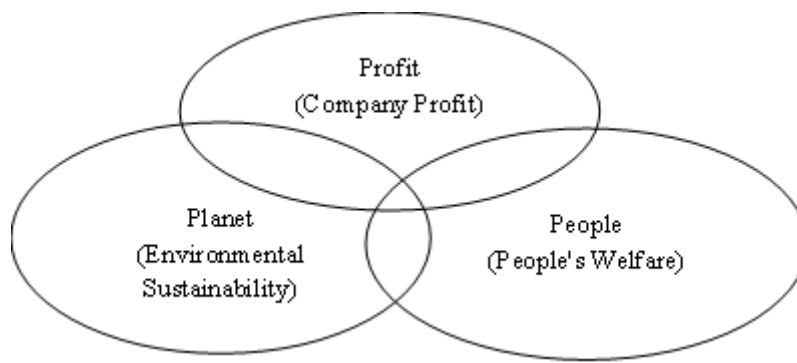 Profit
(Company Profit)
Planet
(Environmental
Sustainability)
People
(People's Welfare)